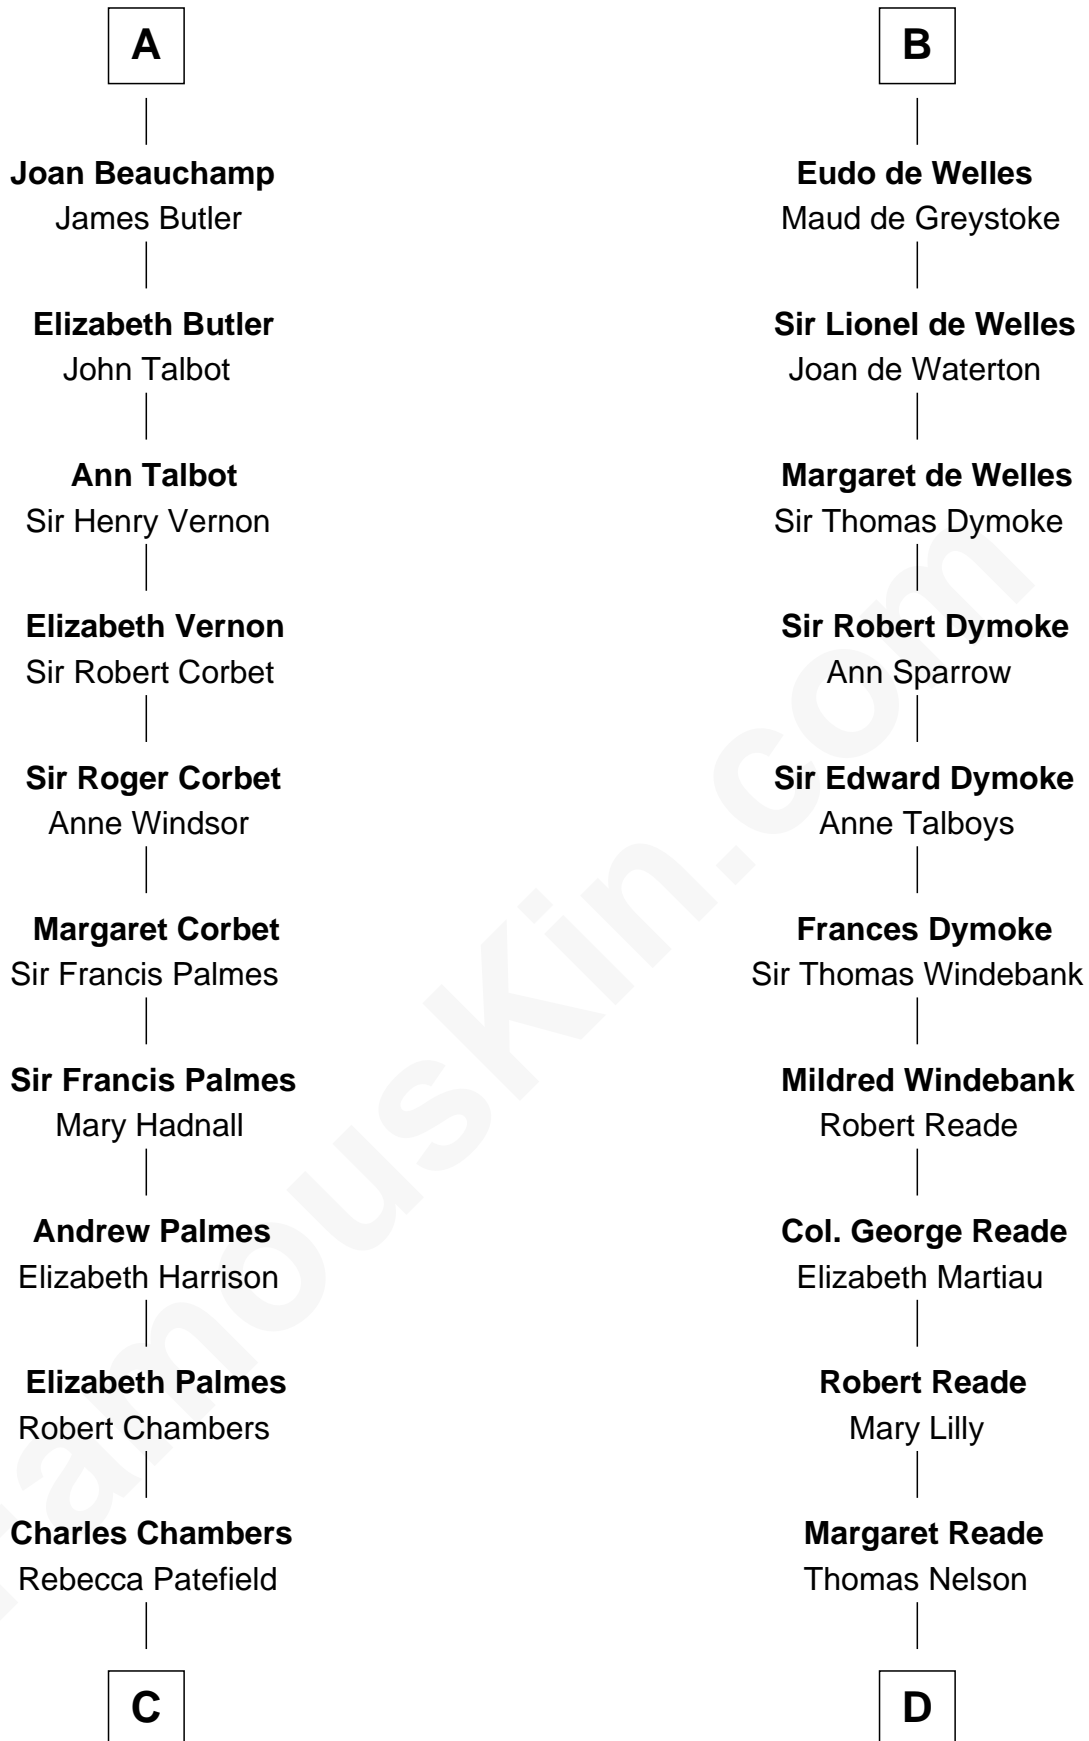 A
Joan Beauchamp
James Butler
Elizabeth Butler
John Talbot
Ann Talbot
Sir Henry Vernon
Elizabeth Vernon
Sir Robert Corbet
Sir Roger Corbet
Anne Windsor
Margaret Corbet
Sir Francis Palmes
Sir Francis Palmes
Mary Hadnall
Andrew Palmes
Elizabeth Harrison
Elizabeth Palmes
Robert Chambers
Charles Chambers
Rebecca Patefield
C
B
Eudo de Welles
Maud de Greystoke
Sir Lionel de Welles
Joan de Waterton
Margaret de Welles
Sir Thomas Dymoke
Sir Robert Dymoke
Ann Sparrow
Sir Edward Dymoke
Anne Talboys
Frances Dymoke
Sir Thomas Windebank
Mildred Windebank
Robert Reade
Col. George Reade
Elizabeth Martiau
Robert Reade
Mary Lilly
Margaret Reade
Thomas Nelson
D
FamousKin.com